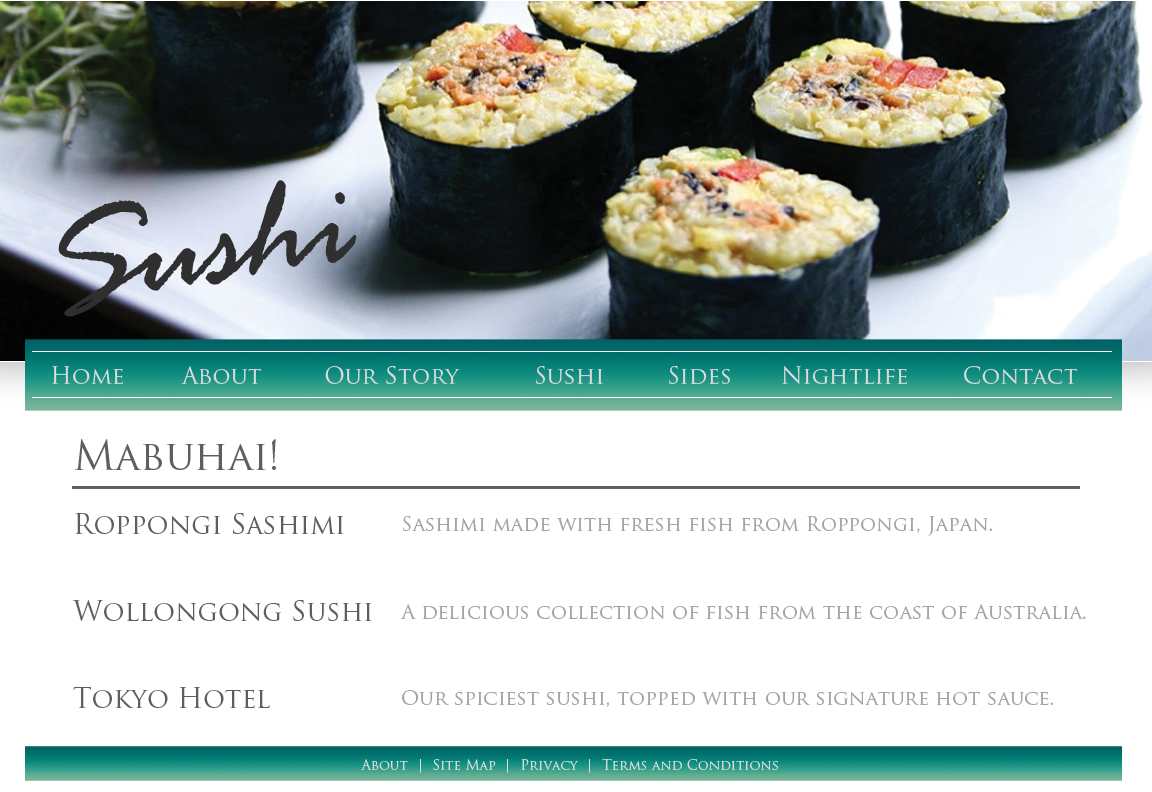 Sushi
Home About Our Story Sushi Sides Nightlife Contact
Mabuhai!
Roppongi Sashimi Sashimi made with fresh fish from Roppongi, Japan.
Wollongong Sushi A delicious collection of fish from the coast of Australia.
Tokyo Hotel Our spiciest sushi, topped with our signature hot sauce.
About | Site Map | Privacy | Terms and Conditions